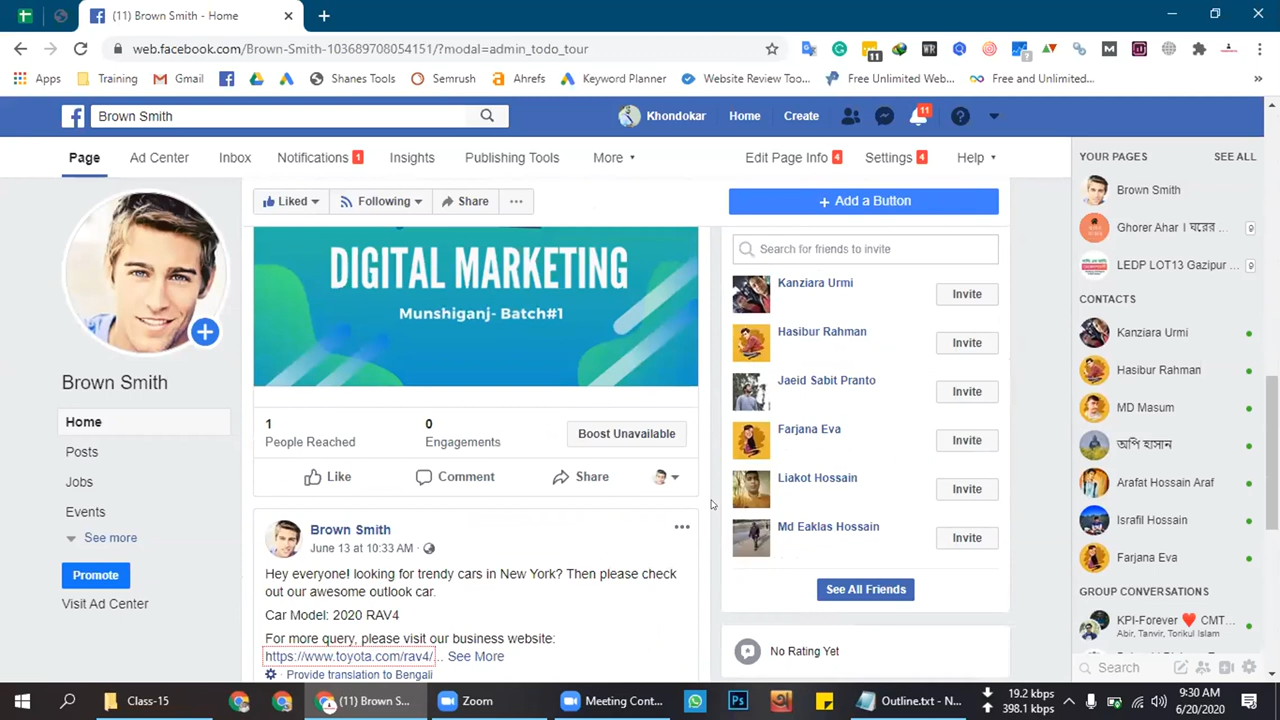 (11) Brown Smith - Home
web.facebook.com/Brown-Smith-103689708054151/?modal=admin_todo_tour
11
Apps Training Gmail Shanes Tools Semrush Ahrefs Keyword Planner Website Review Too... Free Unlimited Web... Free and Unlimited...
Brown Smith
Khondokar Home Create 11
Page Ad Center Inbox Notifications 1 Insights Publishing Tools More Edit Page Info 4 Settings 4 Help
Liked Following Share
+ Add a Button
DIGITAL MARKETING
Munshiganj- Batch#1
1
People Reached
0
Engagements
Boost Unavailable
Like Comment Share
Brown Smith
June 13 at 10:33 AM
Hey everyone! looking for trendy cars in New York? Then please check
out our awesome outlook car.
Car Model: 2020 RAV4
For more query, please visit our business website:
https://www.toyota.com/rav4/... See More
Provide translation to Bengali
Brown Smith
Home
Posts
Jobs
Events
See more
Promote
Visit Ad Center
Search for friends to invite
Kanziara Urmi Invite
Hasibur Rahman Invite
Jaeid Sabit Pranto Invite
Farjana Eva Invite
Liakot Hossain Invite
Md Eaklas Hossain Invite
See All Friends
No Rating Yet
YOUR PAGES SEE ALL
Brown Smith
Ghorer Ahar । ঘরের ... 9
LEDP LOT13 Gazipur ... 9
CONTACTS
Kanziara Urmi
Hasibur Rahman
MD Masum
অপি হাসান
Arafat Hossain Araf
Israfil Hossain
Farjana Eva
GROUP CONVERSATIONS
KPI-Forever ❤️ CMT...
Abir, Tanvir, Torikul Islam
Search
Class-15
(11) Brown S...
Zoom
Meeting Cont...
Outline.txt - N...
19.2 kbps
398.1 kbps
9:30 AM
6/20/2020